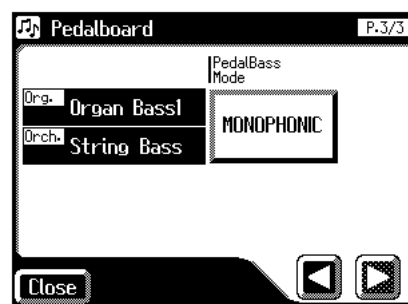 Pedalboard P.3/3
PedalBass
Mode
Org. Organ Bass1
MONOPHONIC
Orch. String Bass
Close